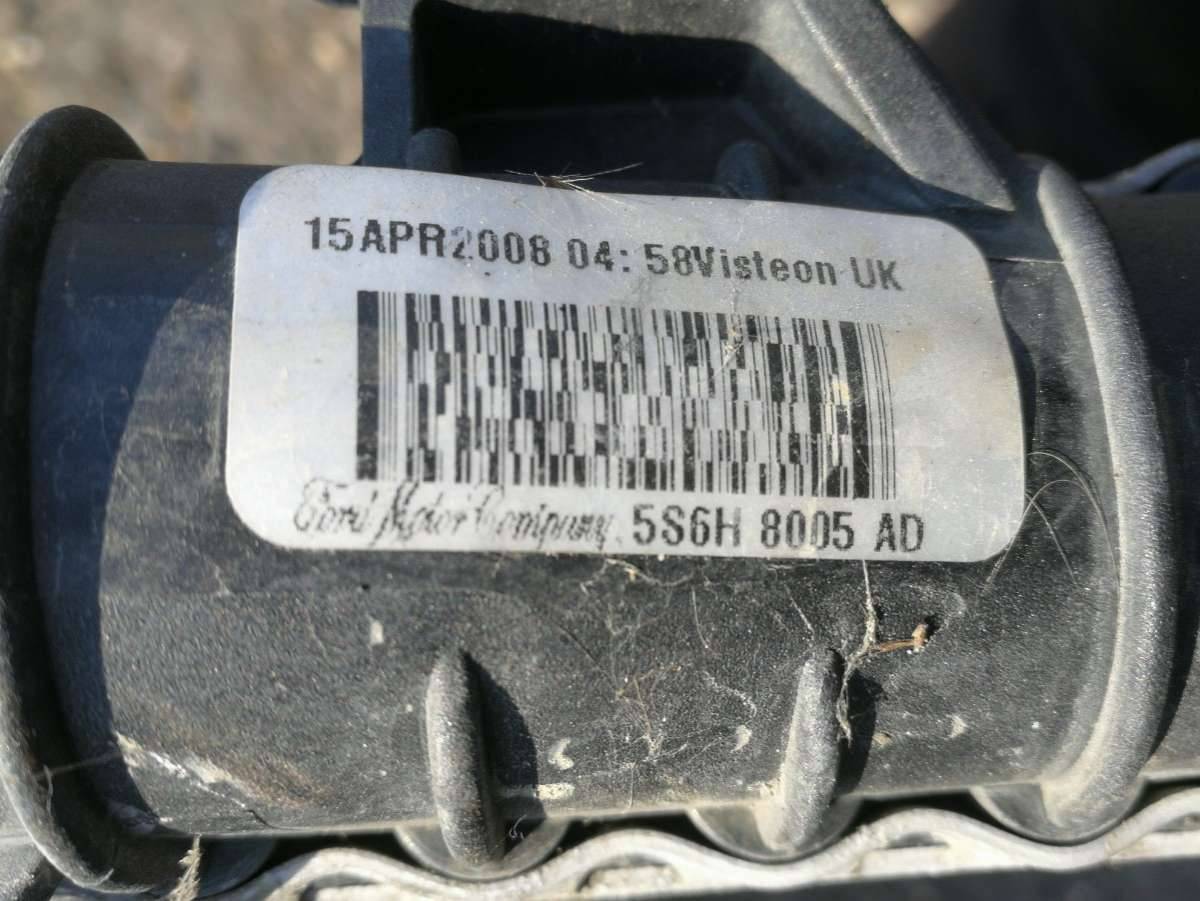 15APR2008 04: 58Visteon UK
Ford Motor Company. 5S6H 8005 AD